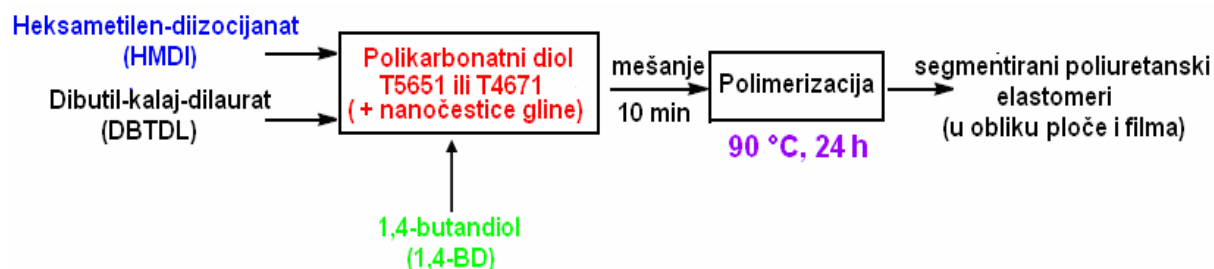 Heksametilen-diizocijanat
(HMDI)
Dibutil-kalaj-dilaurat
(DBTDL)
Polikarbonatni diol
T5651 ili T4671
( + nanočestice gline)
1,4-butandiol
(1,4-BD)
mešanje
10 min
Polimerizacija
90 °C, 24 h
segmentirani poliuretanski
elastomeri
(u obliku ploče i filma)